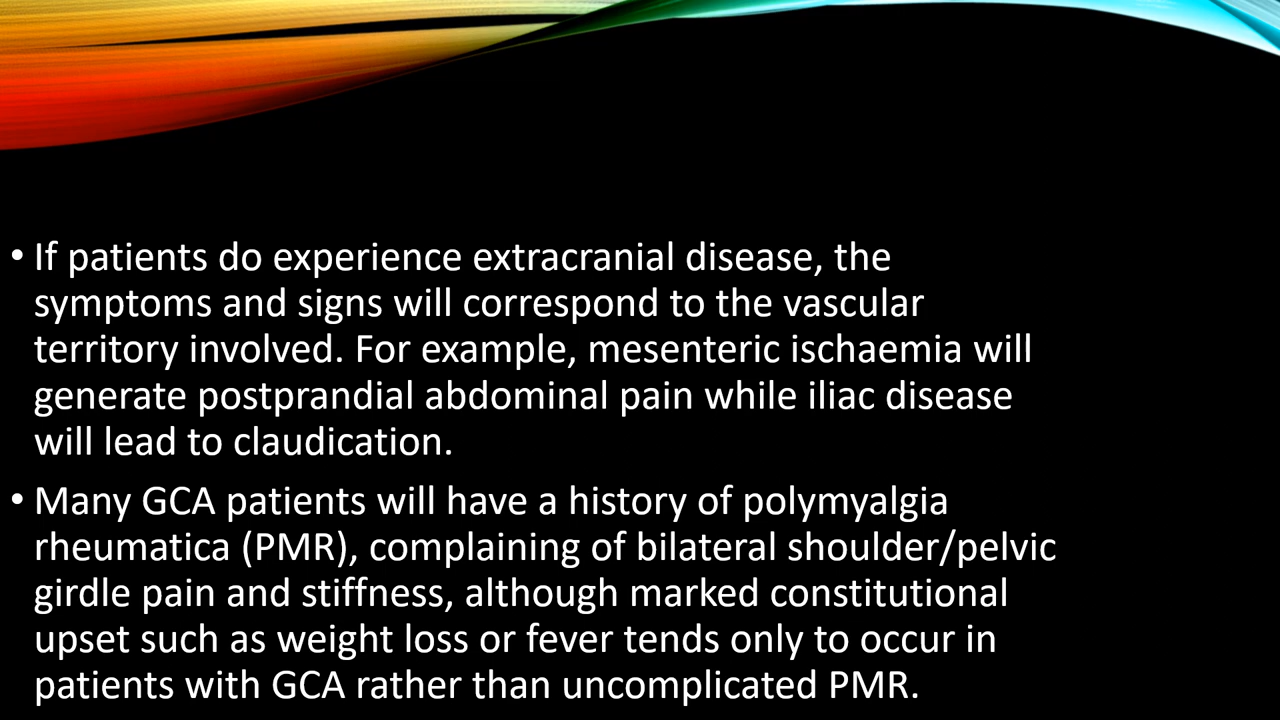 • If patients do experience extracranial disease, the
symptoms and signs will correspond to the vascular
territory involved. For example, mesenteric ischaemia will
generate postprandial abdominal pain while iliac disease
will lead to claudication.
• Many GCA patients will have a history of polymyalgia
rheumatica (PMR), complaining of bilateral shoulder/pelvic
girdle pain and stiffness, although marked constitutional
upset such as weight loss or fever tends only to occur in
patients with GCA rather than uncomplicated PMR.